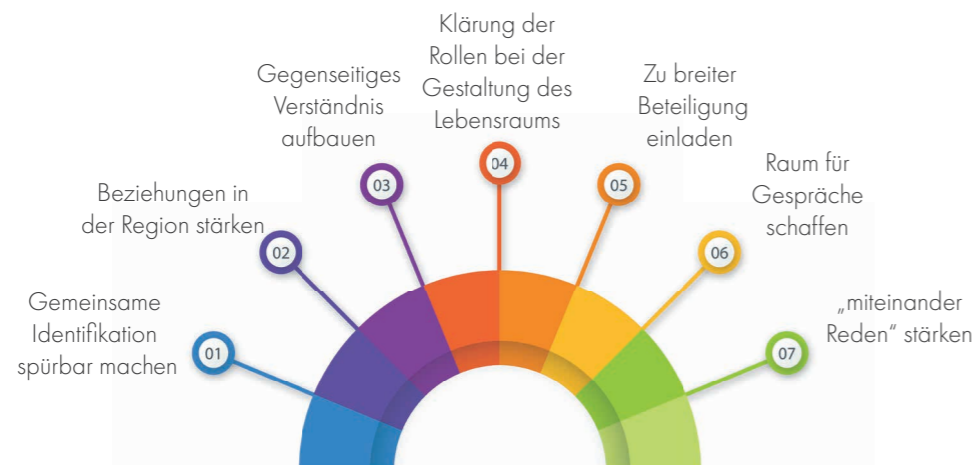 Gemeinsame
Identifikation
spürbar machen
01
Beziehungen in
der Region stärken
02
Gegenseitiges
Verständnis
aufbauen
03
Klärung der
Rollen bei der
Gestaltung des
Lebensraums
04
Zu breiter
Beteiligung
einladen
05
Raum für
Gespräche
schaffen
06
„miteinander
Reden“ stärken
07